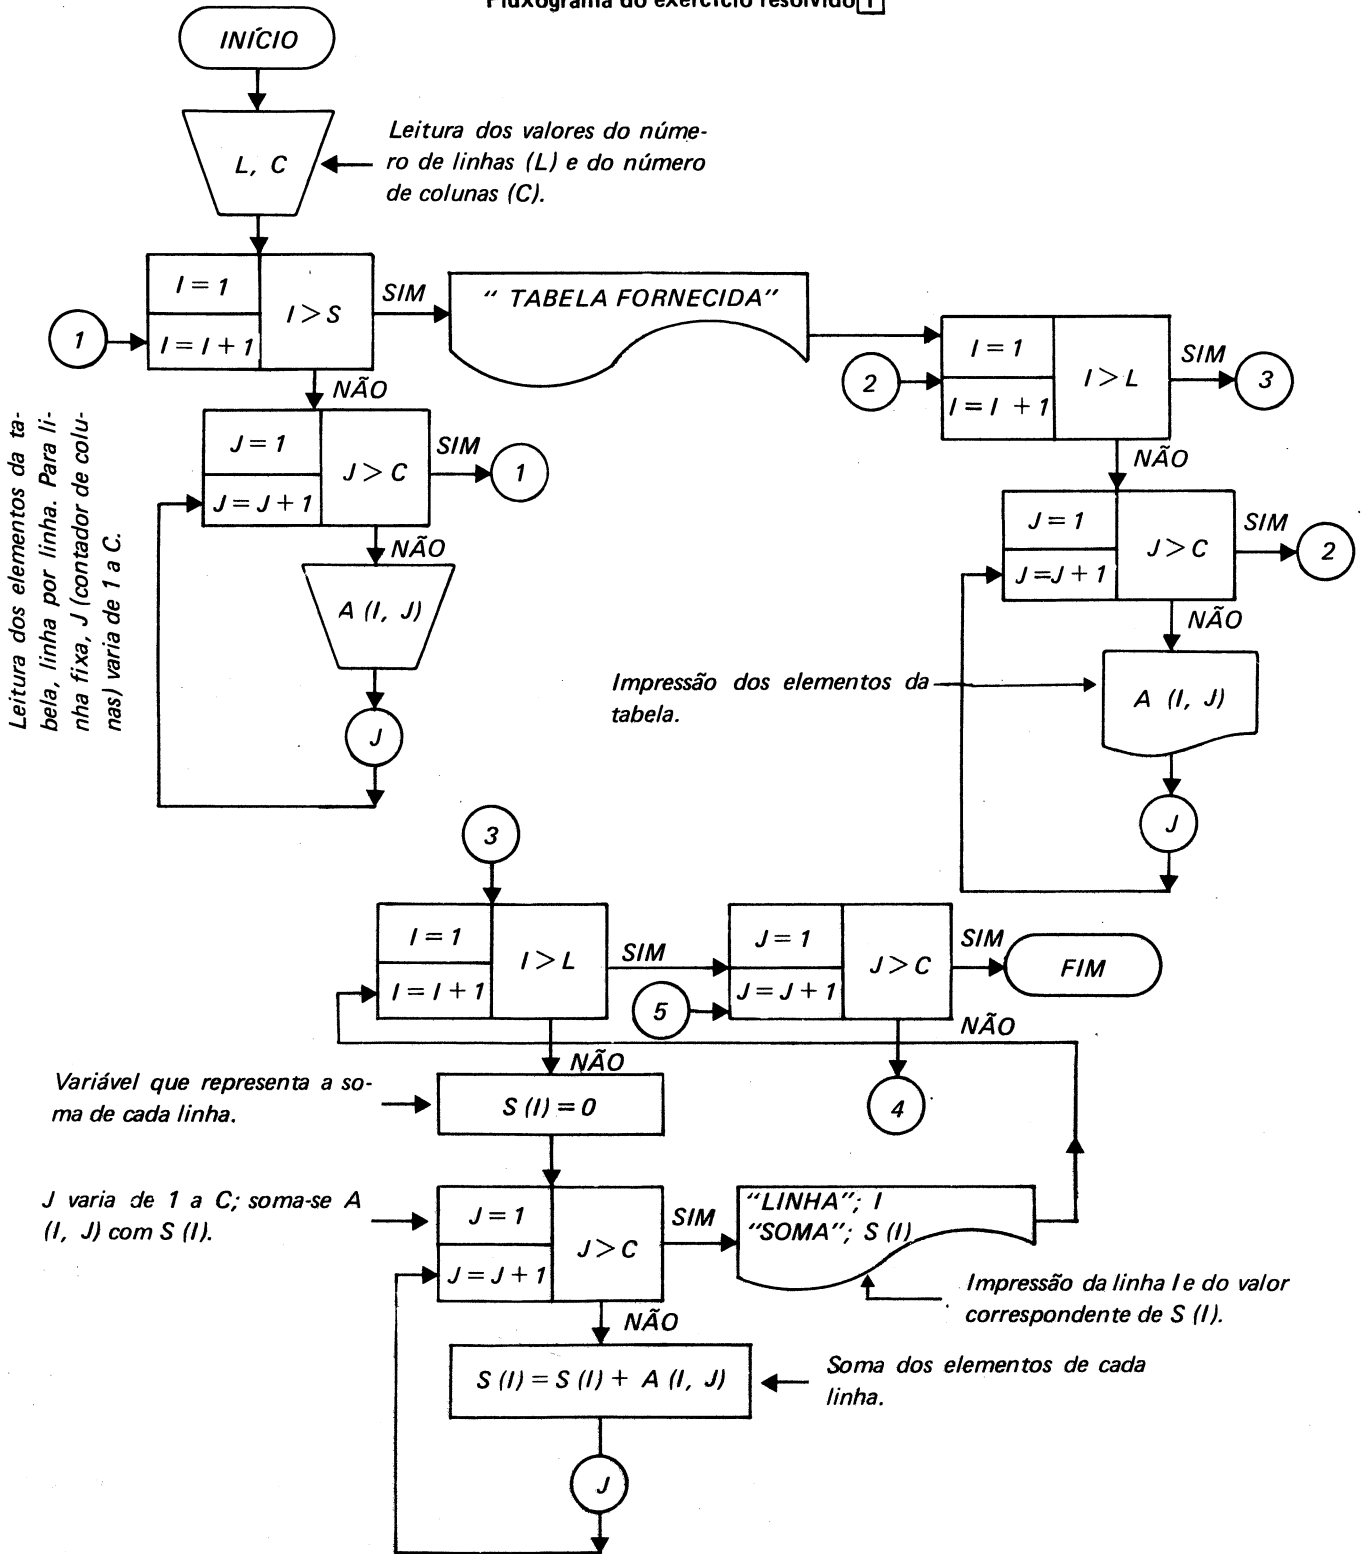 Fluxograma do exercício resolvido 1
INÍCIO
L, C
Leitura dos valores do núme-
ro de linhas (L) e do número
de colunas (C).
I = 1
I = I + 1
I > S
SIM
NÃO
1
" TABELA FORNECIDA"
I = 1
I = I + 1
I > L
SIM
NÃO
2
3
J = 1
J = J + 1
J > C
SIM
NÃO
1
A (I, J)
J
Leitura dos elementos da ta-
bela, linha por linha. Para li-
nha fixa, J (contador de colu-
nas) varia de 1 a C.
J = 1
J = J + 1
J > C
SIM
NÃO
2
Impressão dos elementos da
tabela.
A (I, J)
J
3
I = 1
I = I + 1
I > L
SIM
NÃO
5
J = 1
J = J + 1
J > C
SIM
FIM
NÃO
4
Variável que representa a so-
ma de cada linha.
S (I) = 0
J varia de 1 a C; soma-se A
(I, J) com S (I).
J = 1
J = J + 1
J > C
SIM
NÃO
"LINHA"; I
"SOMA"; S (I)
Impressão da linha I e do valor
correspondente de S (I).
S (I) = S (I) + A (I, J)
Soma dos elementos de cada
linha.
J